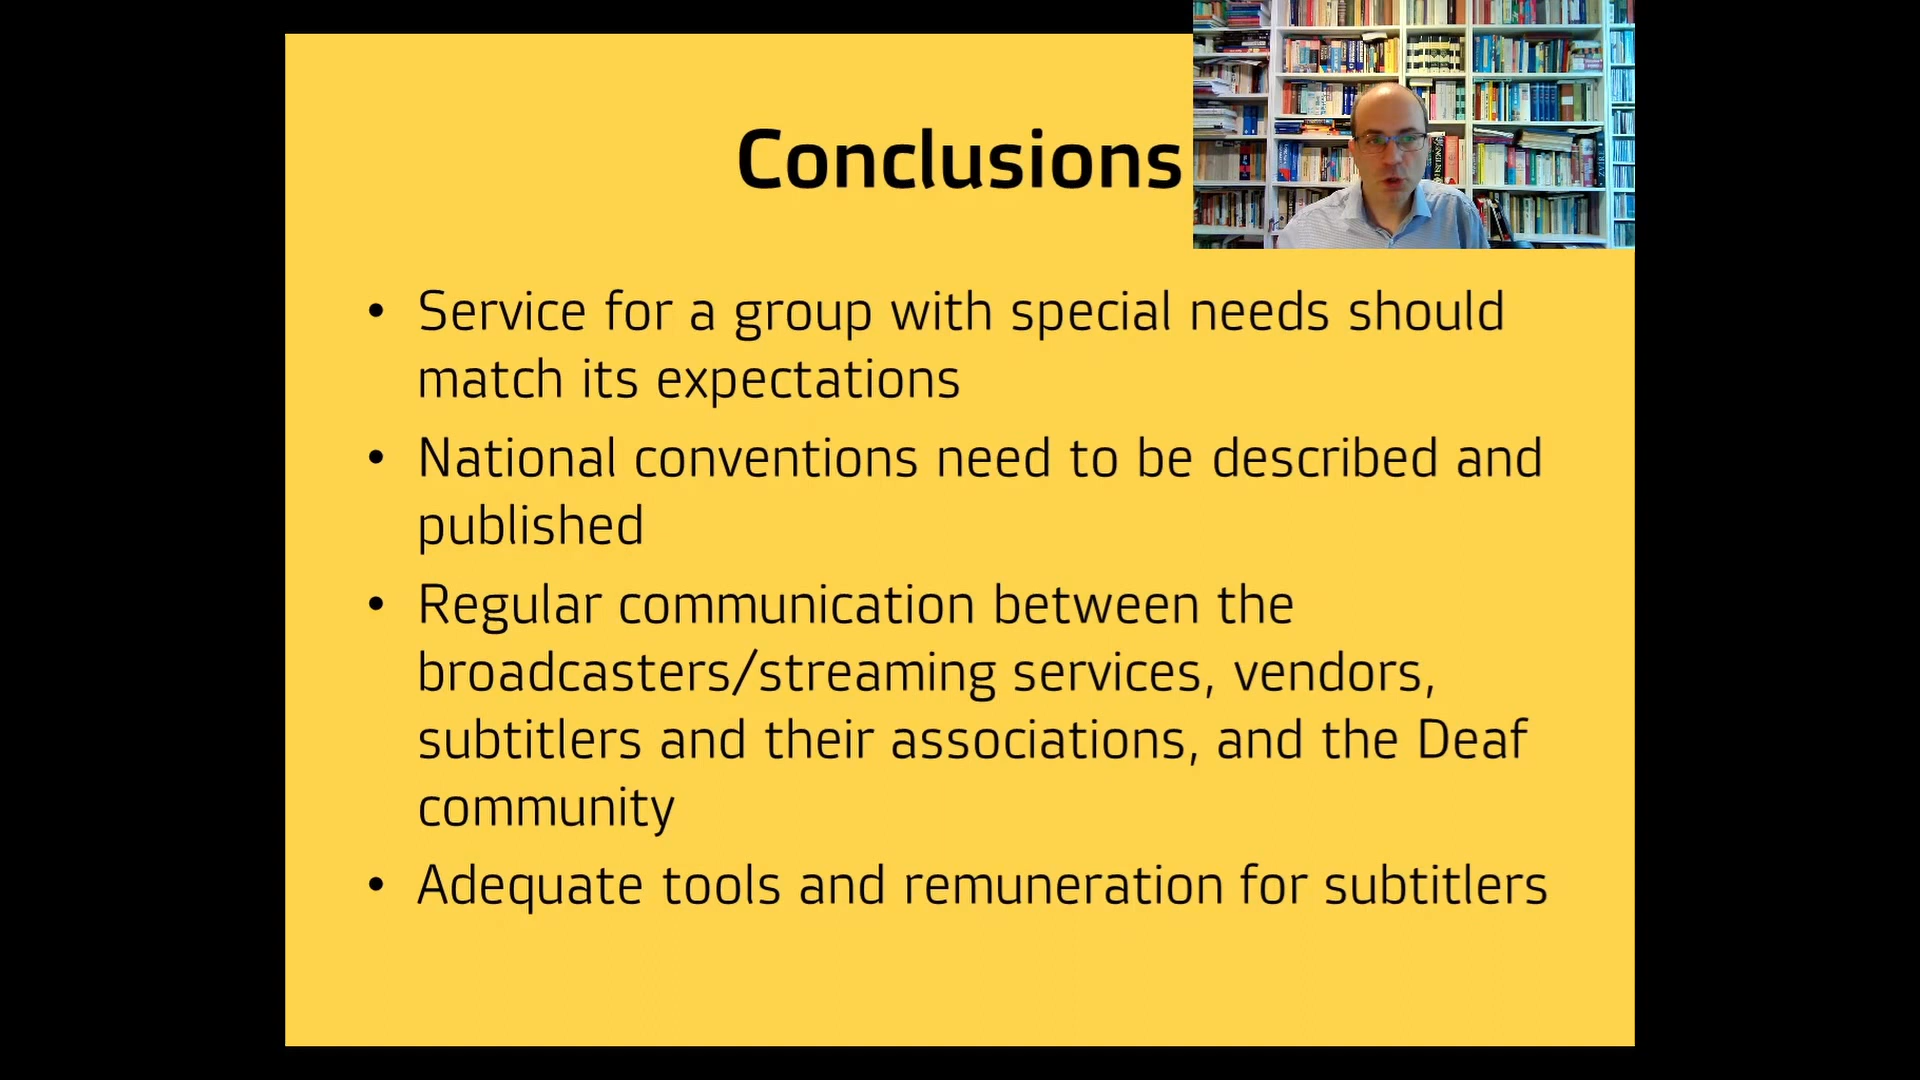 Conclusions
• Service for a group with special needs should
match its expectations
• National conventions need to be described and
published
• Regular communication between the
broadcasters/streaming services, vendors,
subtitlers and their associations, and the Deaf
community
• Adequate tools and remuneration for subtitlers